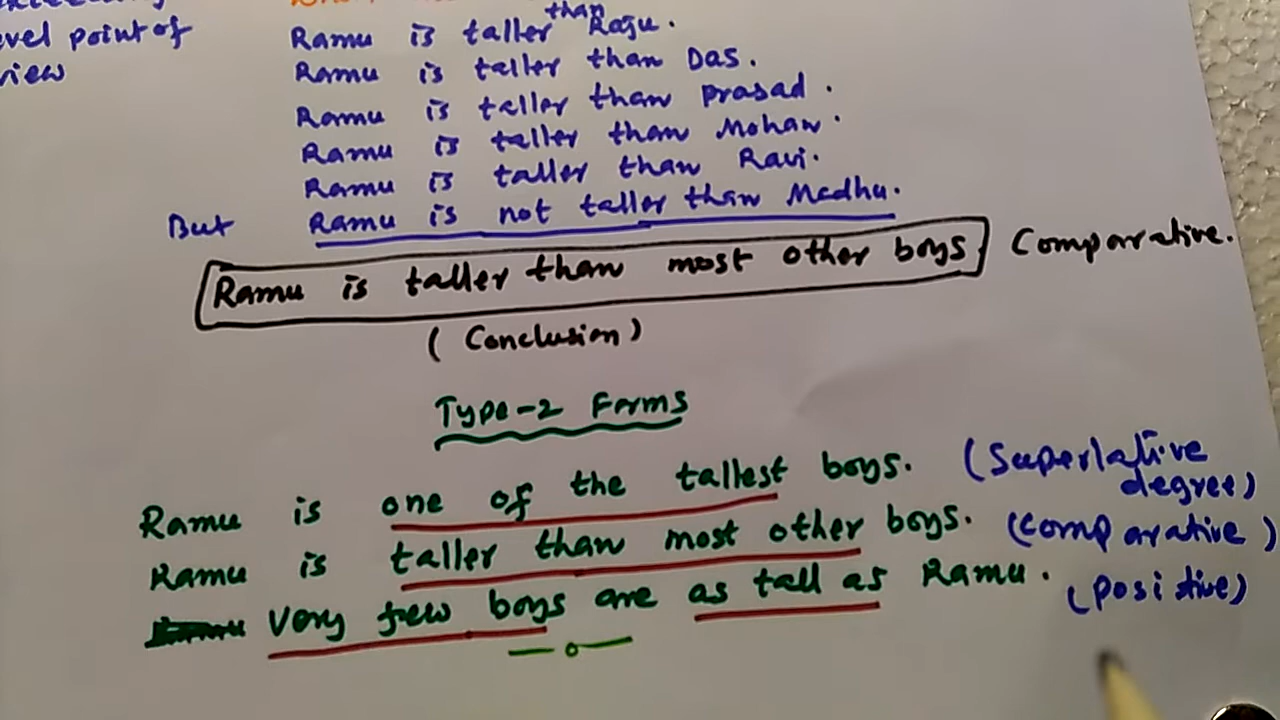 evel point of
view
Ramu is taller than Raju.
Ramu is taller than Das.
Ramu is taller than prasad.
Ramu is taller than Mohan.
Ramu is taller than Ravi.
But Ramu is not taller than Madhu.
Ramu is taller than most other boys Comparative.
(Conclusion)
Type-2 Forms
Ramu is one of the tallest boys. (Superlative degree)
Ramu is taller than most other boys. (Comparative)
Very few boys are as tall as Ramu. (positive)